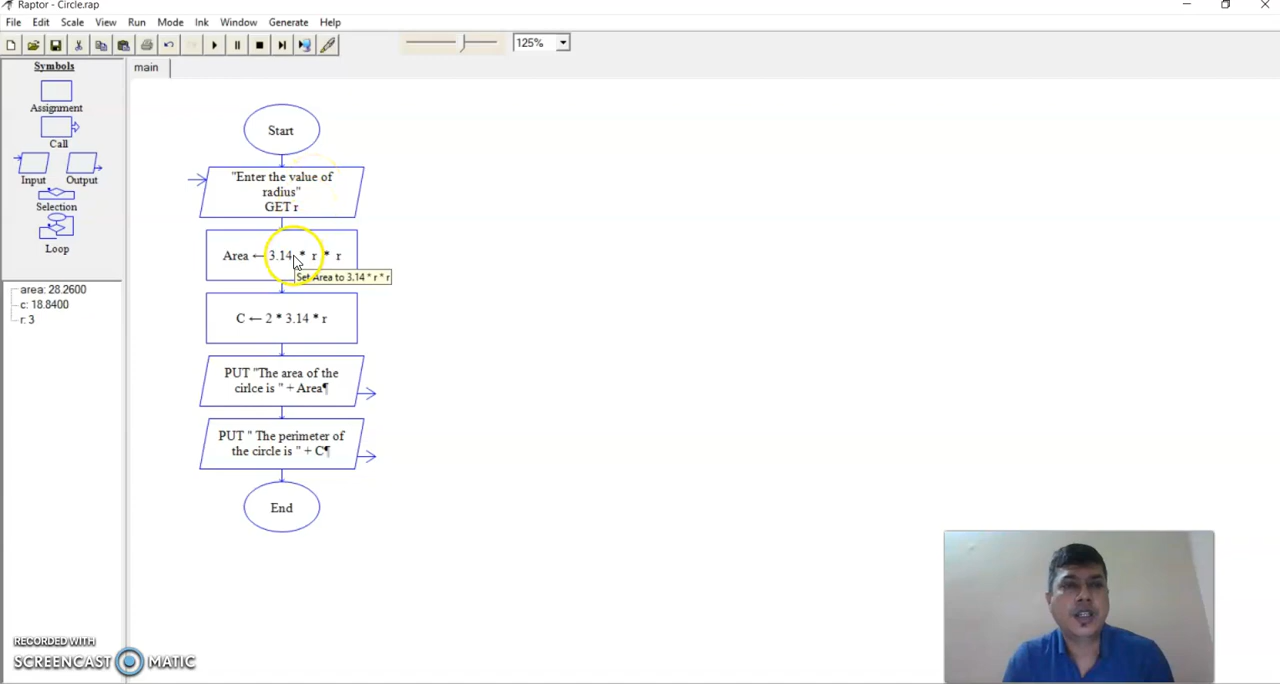 Raptor - Circle.rap
File Edit Scale View Run Mode Ink Window Generate Help
125%
Symbols
main
Assignment
Call
Input Output
Selection
Loop
area: 28.2600
c: 18.8400
r: 3
Start
"Enter the value of
radius"
GET r
Area ← 3.14 * r * r
Set Area to 3.14 * r * r
C ← 2 * 3.14 * r
PUT "The area of the
cirlce is " + Area¶
PUT " The perimeter of
the circle is " + C¶
End
RECORDED WITH
SCREENCAST MATIC